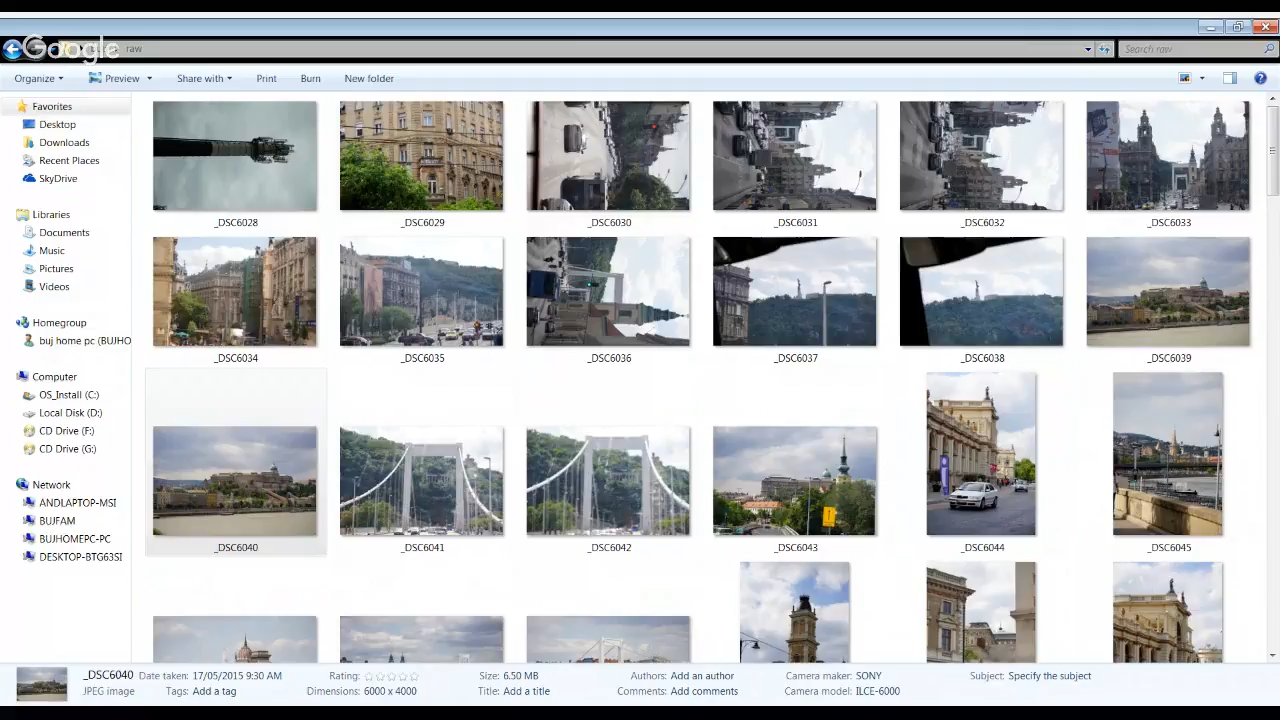 Google
raw
Search raw
Organize
Preview
Share with
Print
Burn
New folder
Favorites
Desktop
Downloads
Recent Places
SkyDrive
Libraries
Documents
Music
Pictures
Videos
Homegroup
buj home pc (BUJHO
Computer
OS_Install (C:)
Local Disk (D:)
CD Drive (F:)
CD Drive (G:)
Network
ANDLAPTOP-MSI
BUJFAM
BUJHOMEPC-PC
DESKTOP-BTG63SI
_DSC6028 _DSC6029 _DSC6030 _DSC6031 _DSC6032 _DSC6033
_DSC6034 _DSC6035 _DSC6036 _DSC6037 _DSC6038 _DSC6039
_DSC6040 _DSC6041 _DSC6042 _DSC6043 _DSC6044 _DSC6045
_DSC6040 Date taken: 17/05/2015 9:30 AM Rating: Size: 6.50 MB Authors: Add an author Camera maker: SONY Subject: Specify the subject
JPEG image Tags: Add a tag Dimensions: 6000 x 4000 Title: Add a title Comments: Add comments Camera model: ILCE-6000